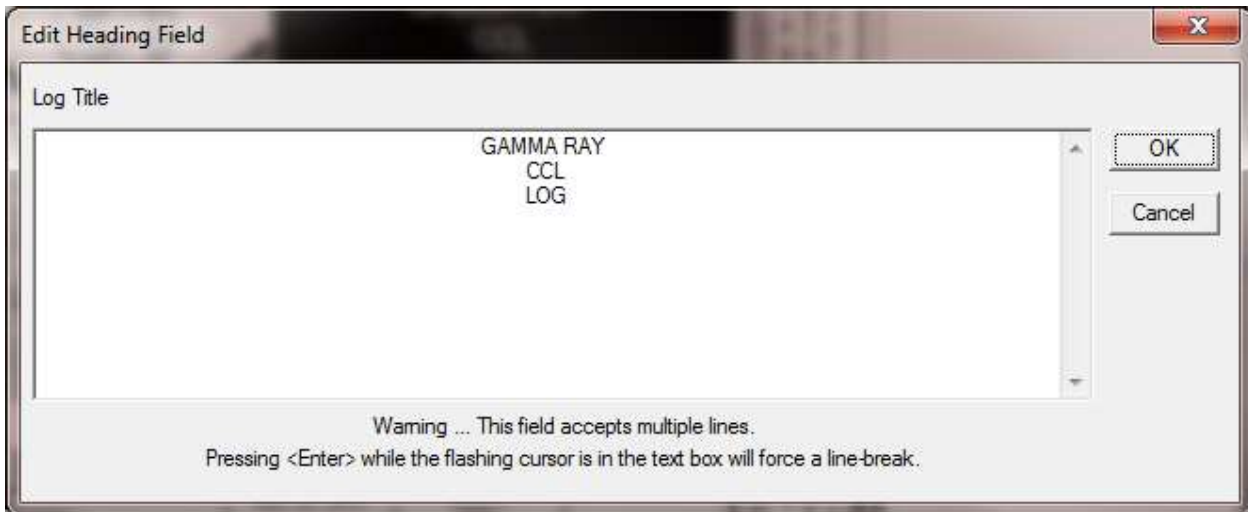 Edit Heading Field
Log Title
GAMMA RAY
CCL
LOG
OK
Cancel
Warning ... This field accepts multiple lines.
Pressing <Enter> while the flashing cursor is in the text box will force a line-break.